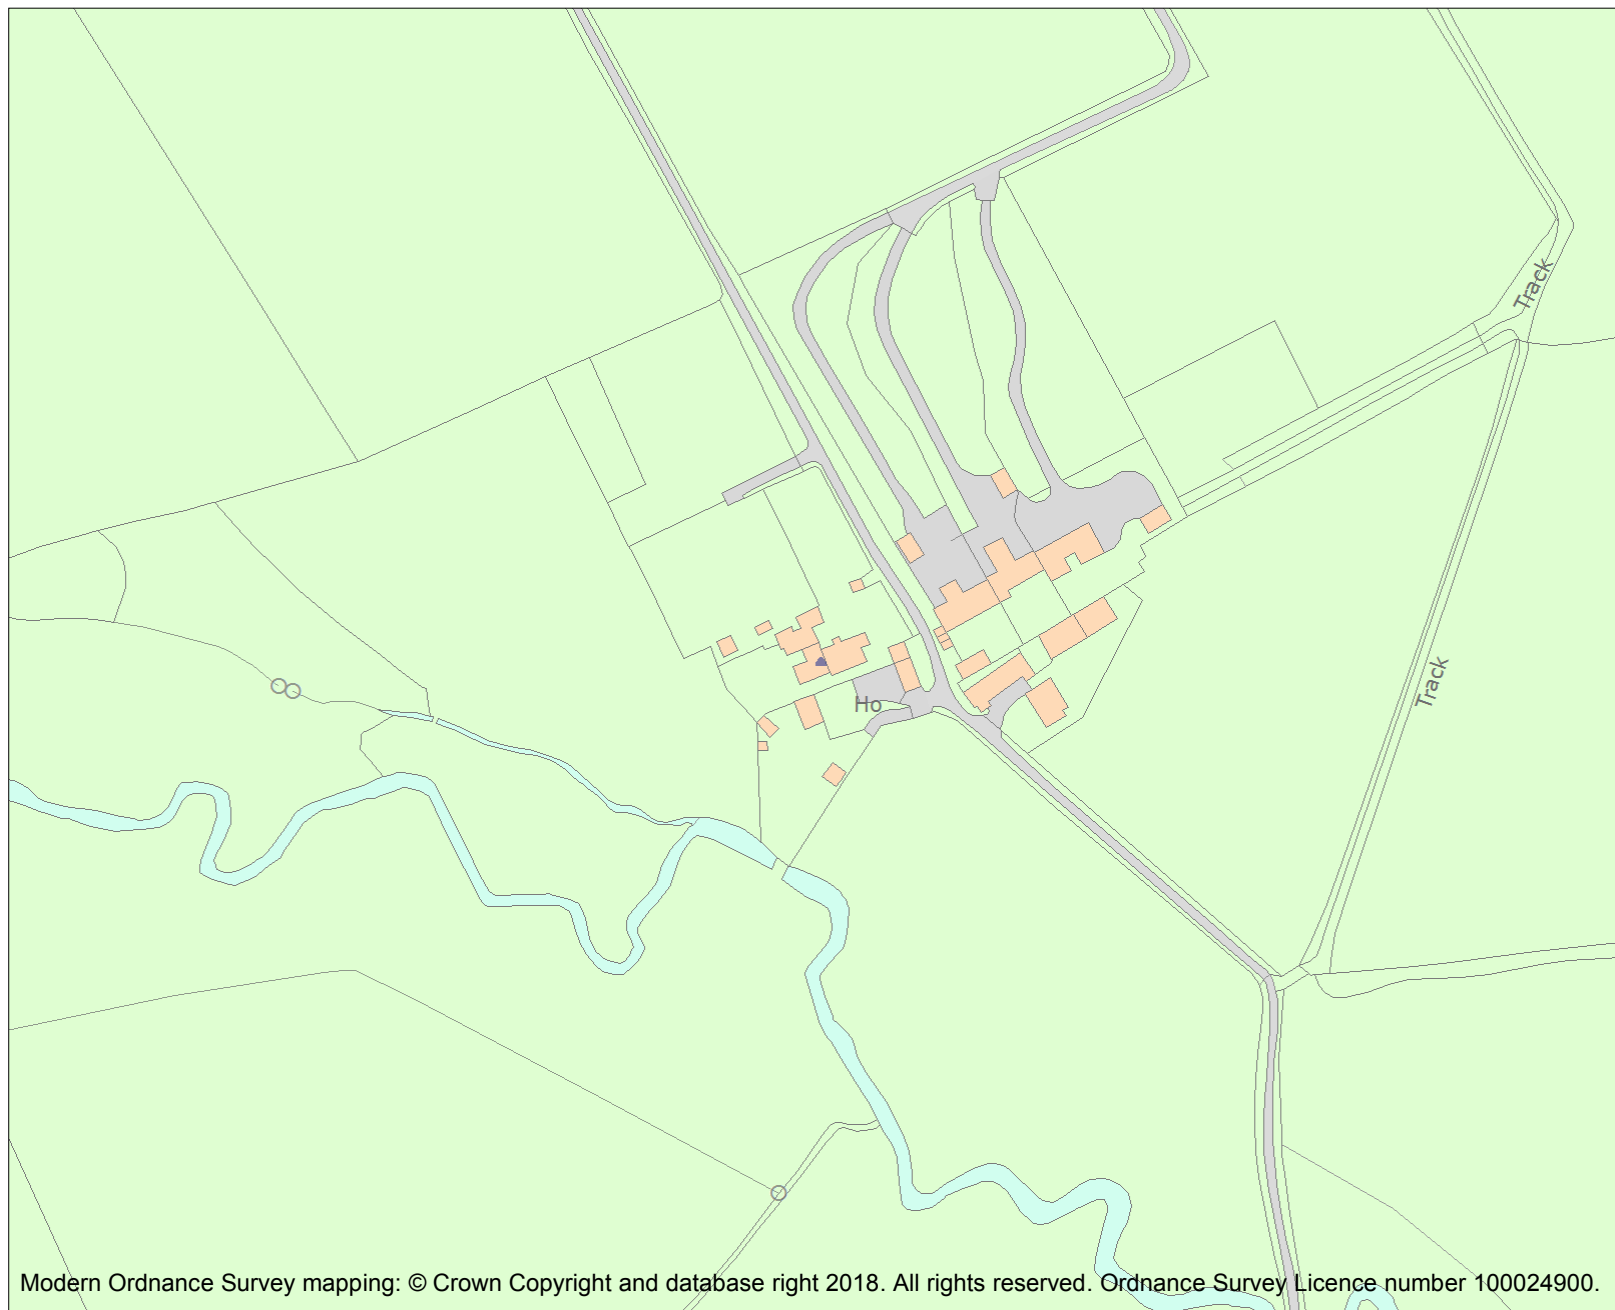 Track
Track
Ho
Modern Ordnance Survey mapping: © Crown Copyright and database right 2018. All rights reserved. Ordnance Survey Licence number 100024900.